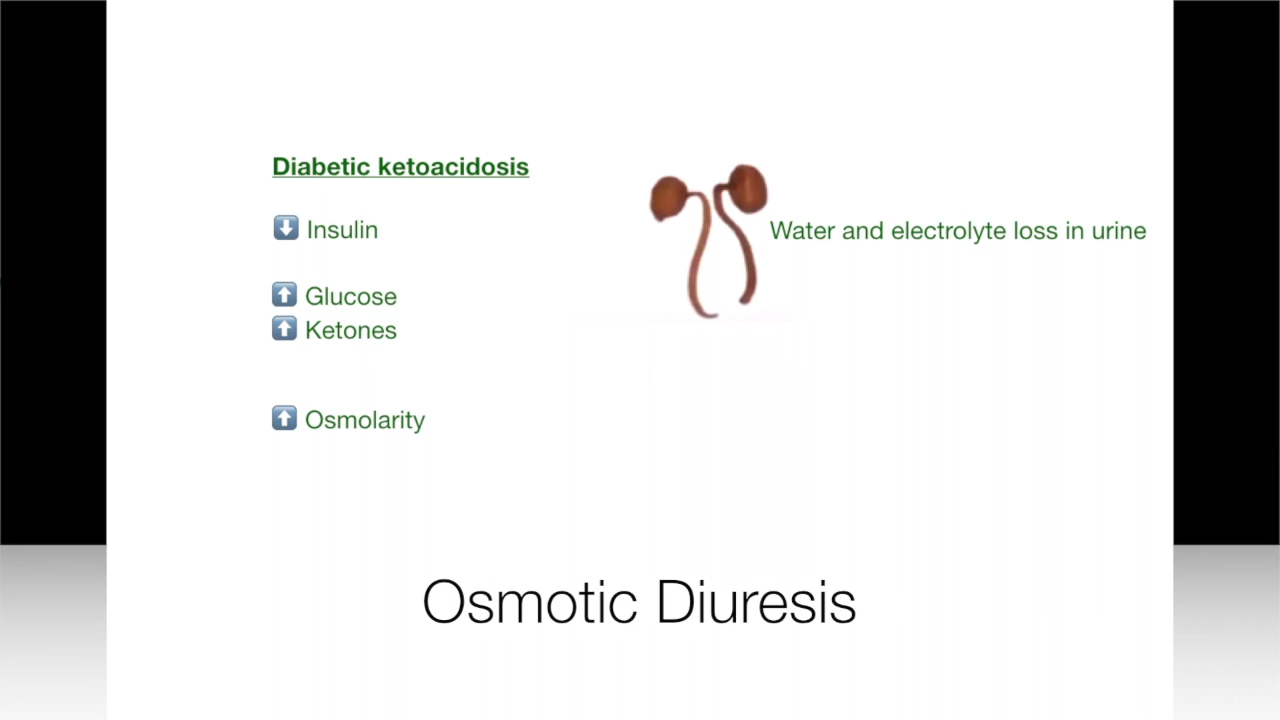 Diabetic ketoacidosis
⬇ Insulin
Water and electrolyte loss in urine
⬆ Glucose
⬆ Ketones
⬆ Osmolarity
Osmotic Diuresis